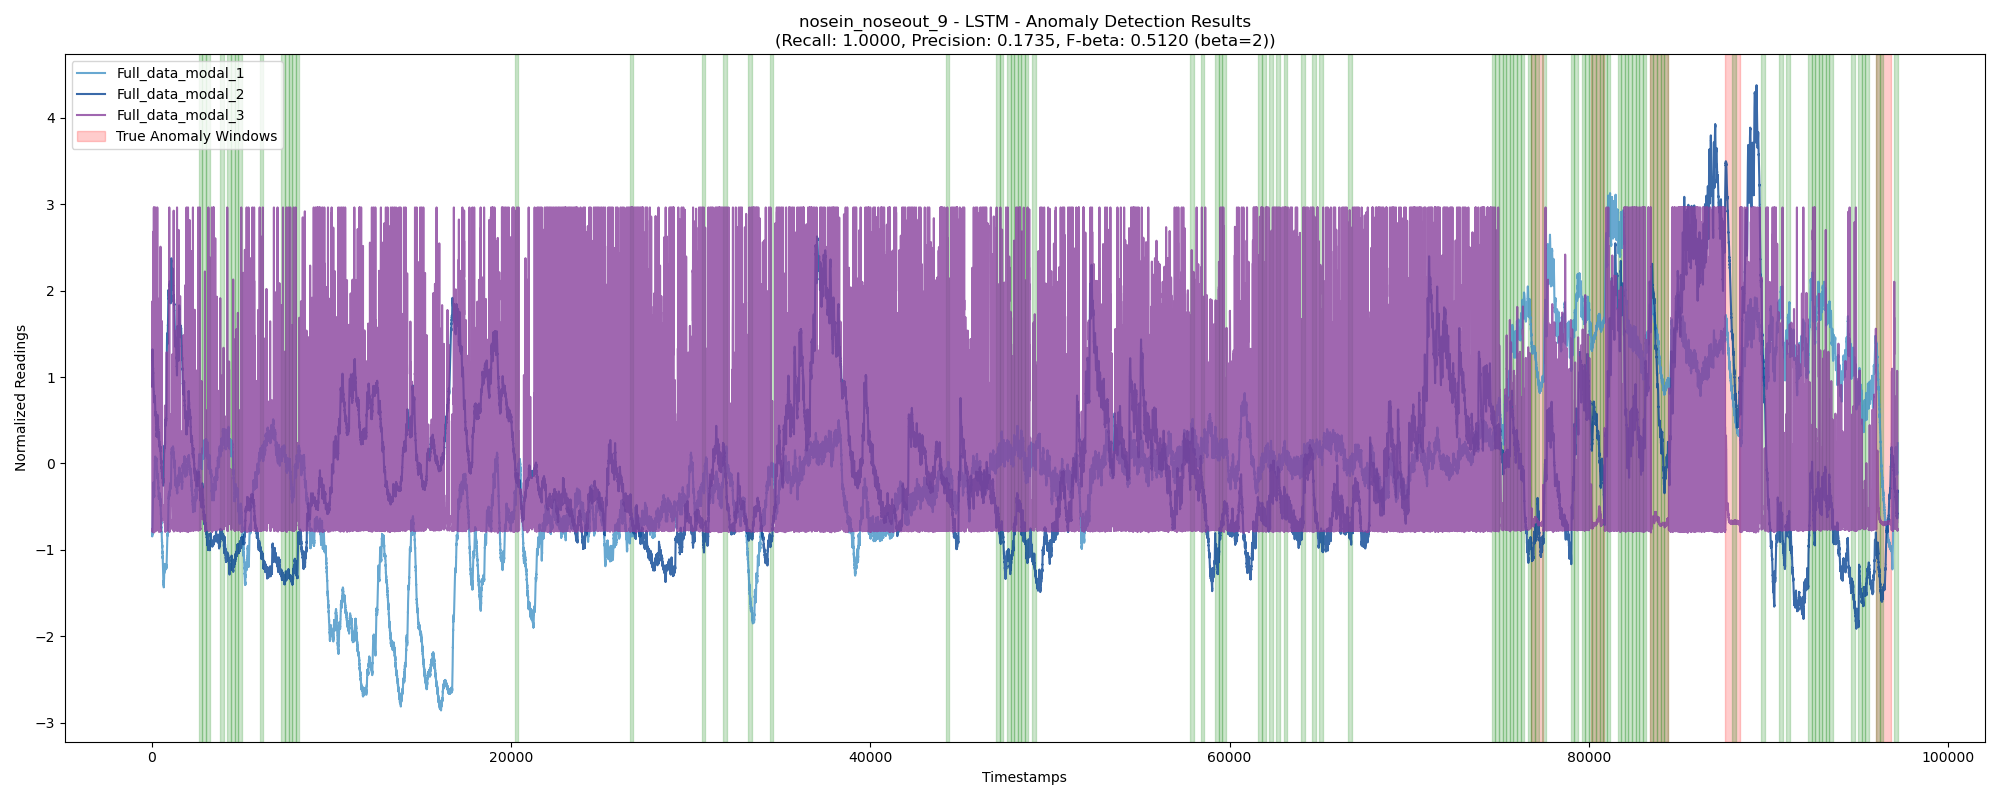 nosein_noseout_9 - LSTM - Anomaly Detection Results
(Recall: 1.0000, Precision: 0.1735, F-beta: 0.5120 (beta=2))
Full_data_modal_1
Full_data_modal_2
Full_data_modal_3
True Anomaly Windows
Normalized Readings
4
3
2
1
0
−1
−2
−3
0
20000
40000
60000
80000
100000
Timestamps